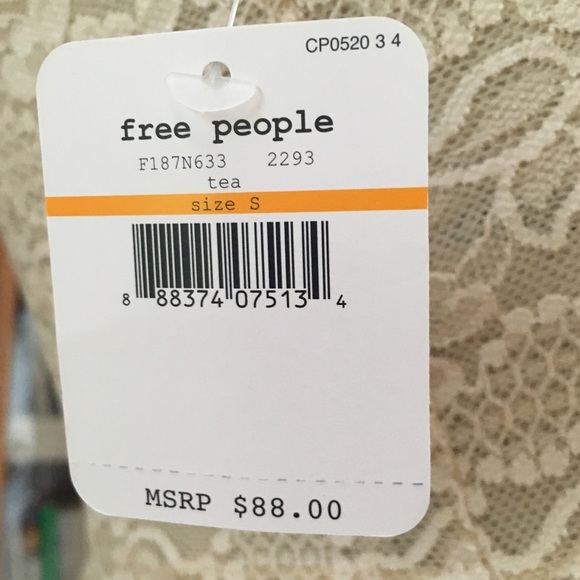 CP0520 3 4
free people
F187N633 2293
tea
size S
8 88374 07513 4
MSRP $88.00